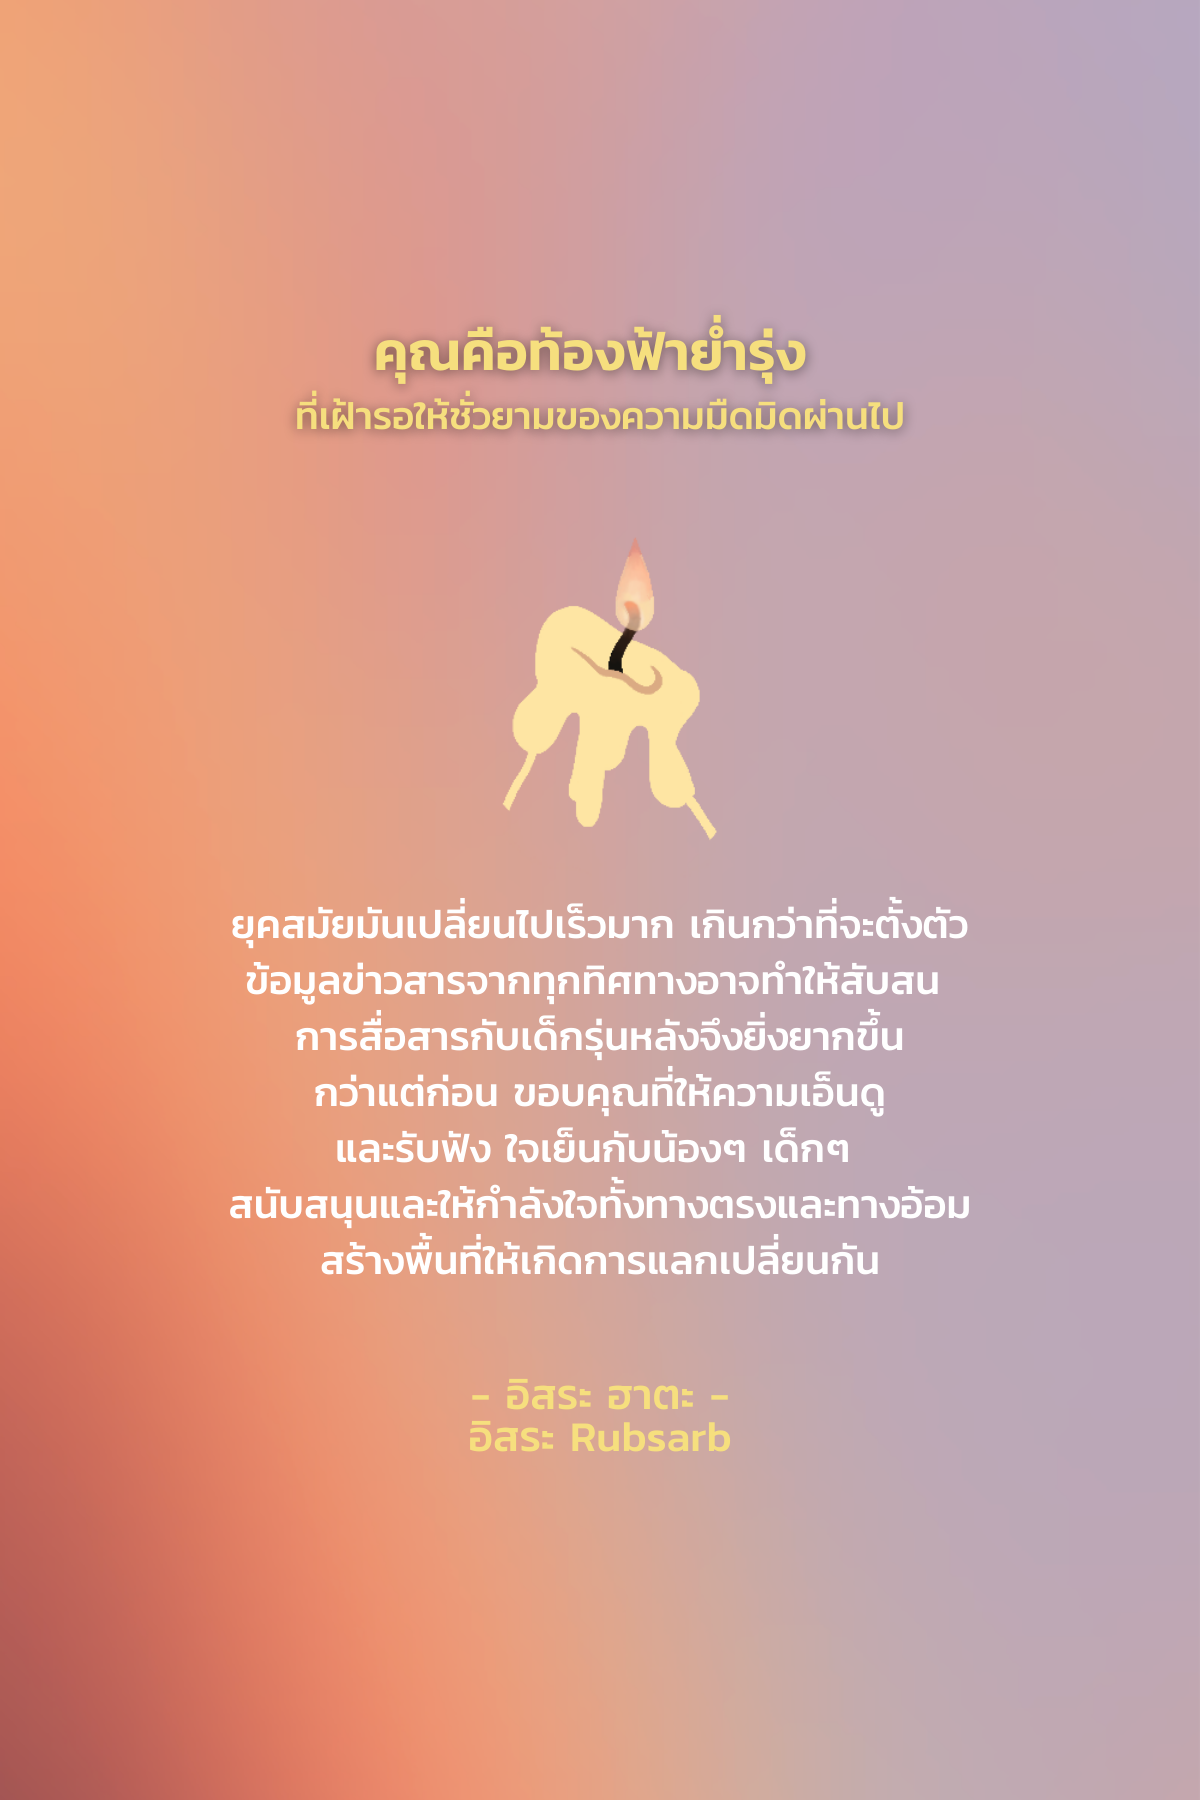 คุณคือท้องฟ้าย่ำรุ่ง
ที่เฝ้ารอให้ชั่วยามของความมืดมิดผ่านไป
ยุคสมัยมันเปลี่ยนไปเร็วมาก เกินกว่าที่จะตั้งตัว
ข้อมูลข่าวสารจากทุกทิศทางอาจทำให้สับสน
การสื่อสารกับเด็กรุ่นหลังจึงยิ่งยากขึ้น
กว่าแต่ก่อน ขอบคุณที่ให้ความเอ็นดู
และรับฟัง ใจเย็นกับน้องๆ เด็กๆ
สนับสนุนและให้กำลังใจทั้งทางตรงและทางอ้อม
สร้างพื้นที่ให้เกิดการแลกเปลี่ยนกัน
- อิสระ ฮาตะ -
อิสระ Rubsarb